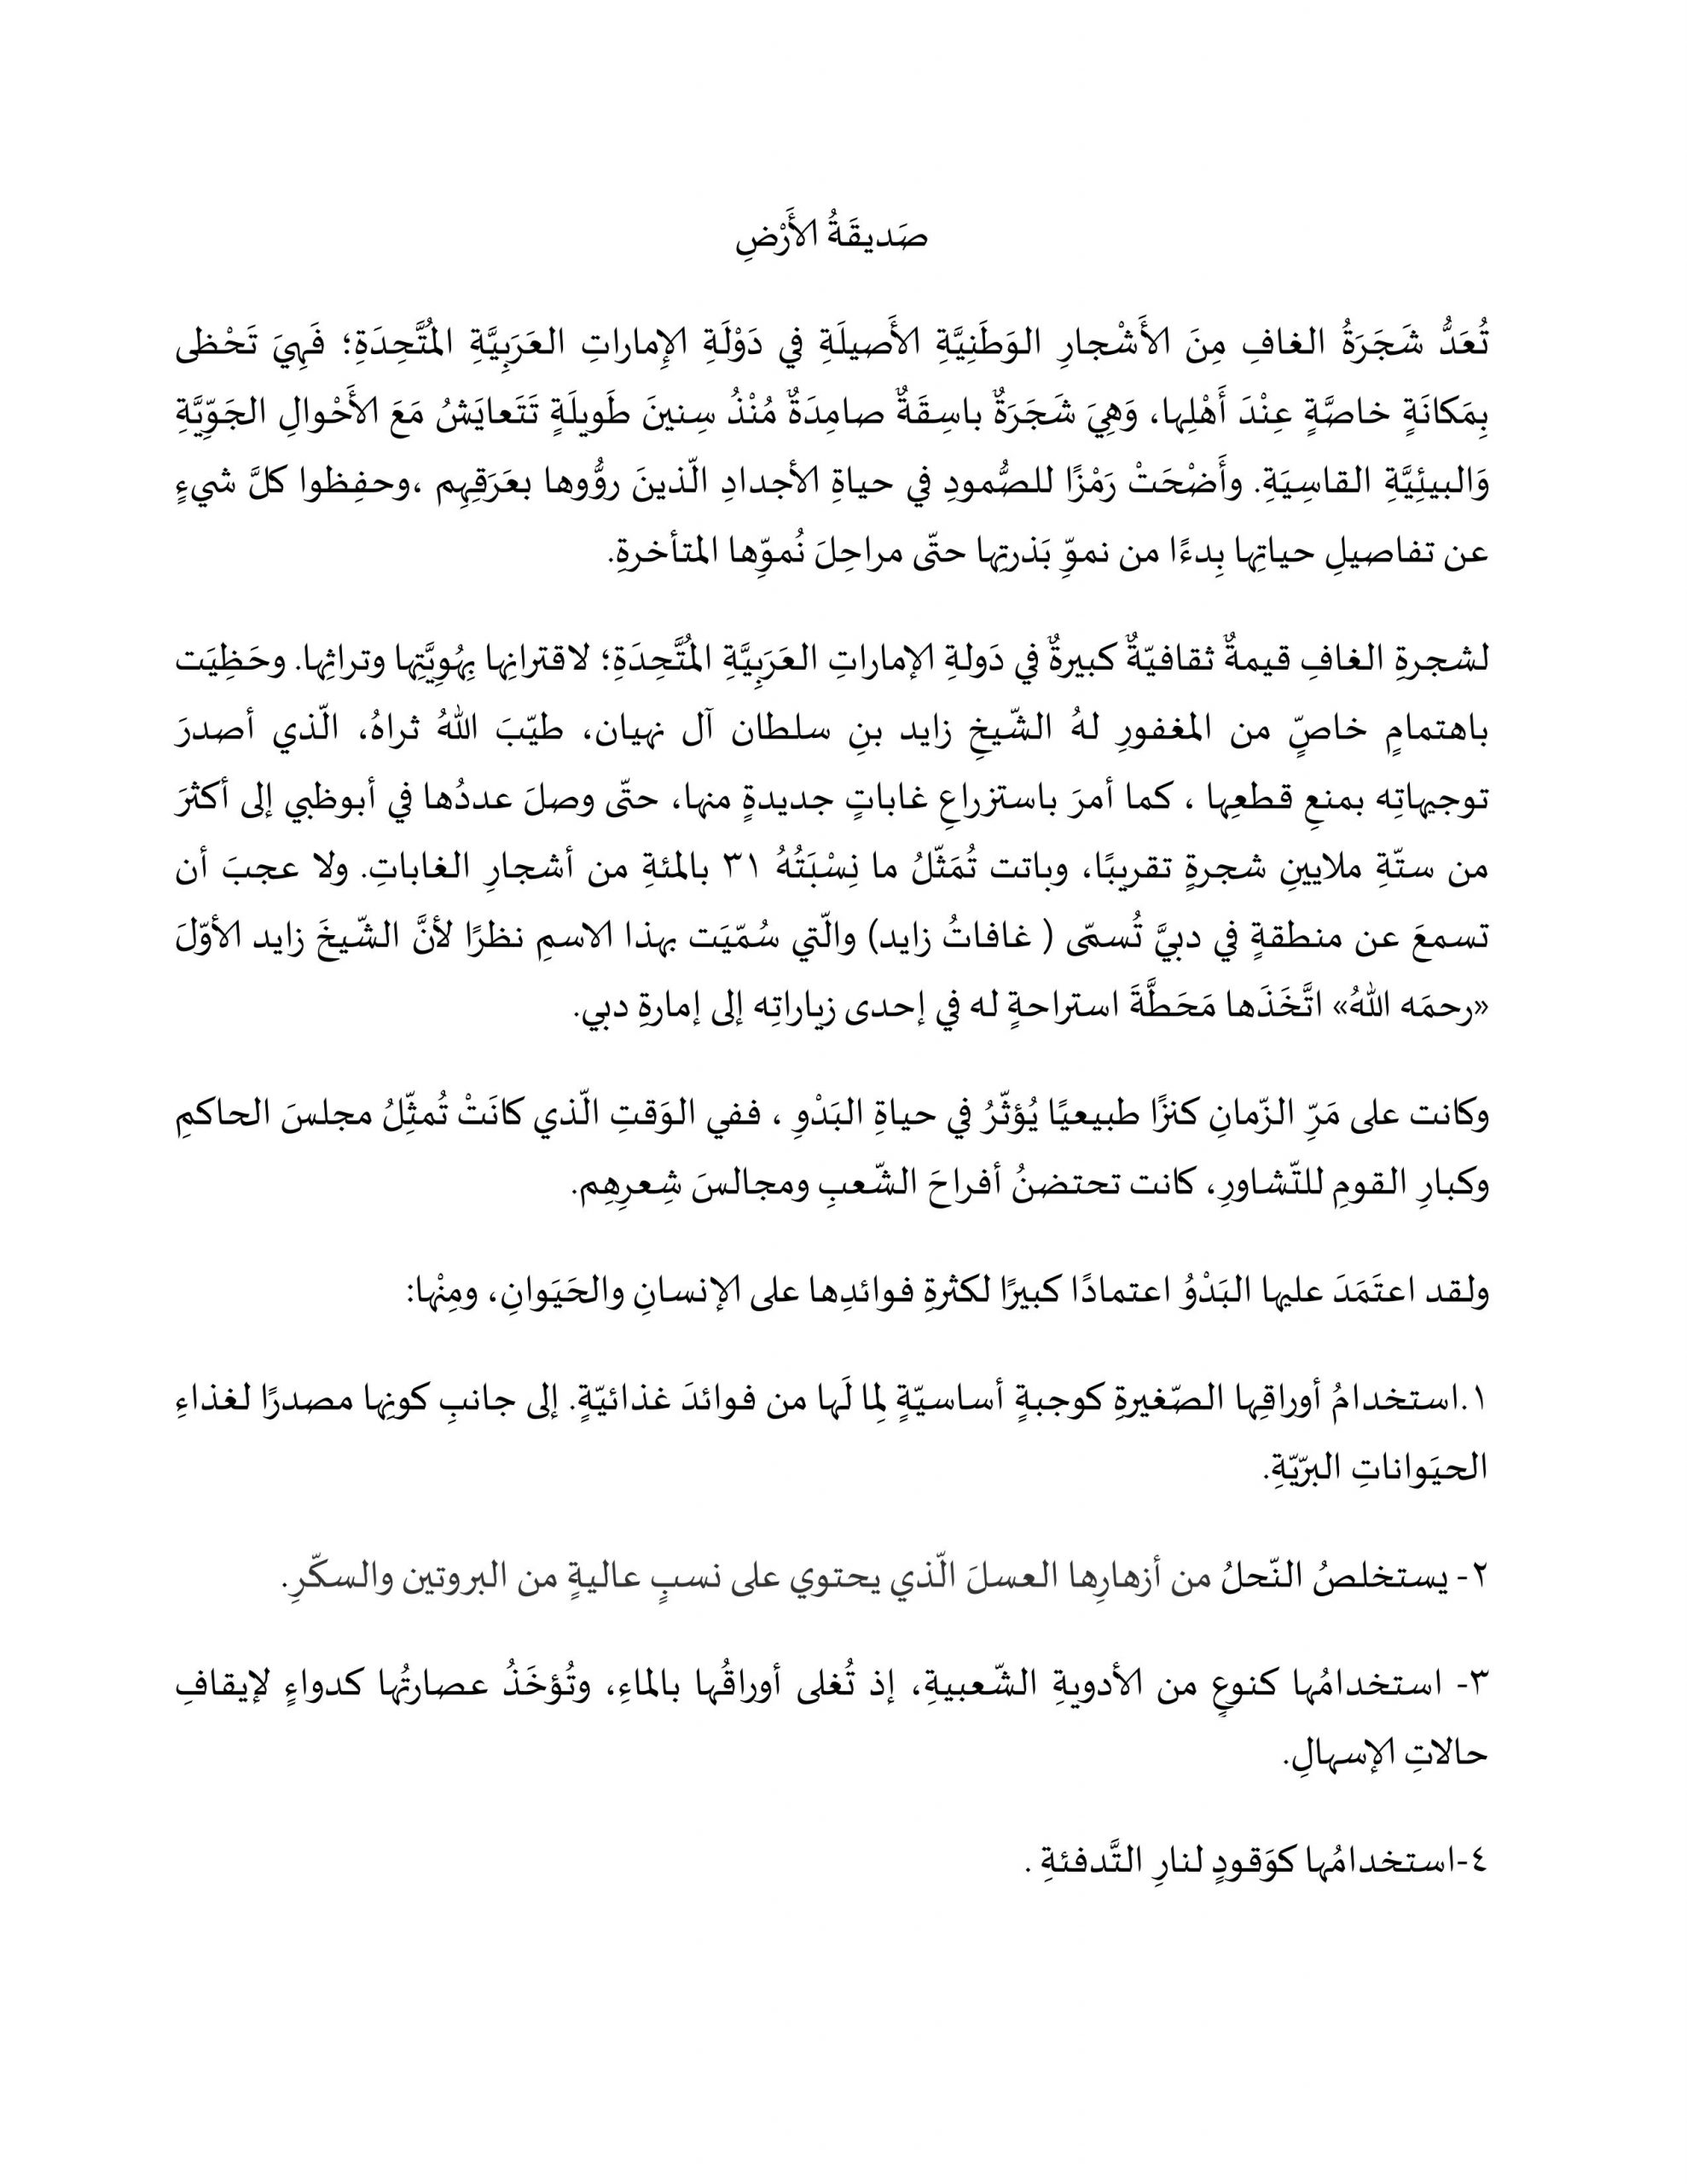 صَديقَةُ الأَرْضِ
تُعَدُّ شَجَرَةُ الغافِ مِنَ الأَشْجارِ الوَطَنِيَّةِ الأَصيلَةِ في دَوْلَةِ الإِماراتِ العَرَبِيَّةِ المُتَّحِدَةِ؛ فَهِيَ تَحْظى
بِمَكانَةٍ خاصَّةٍ عِنْدَ أَهْلِها، وَهِيَ شَجَرَةٌ باسِقَةٌ صامِدَةٌ مُنْذُ سِنينَ طَويلَةٍ تَتَعايَشُ مَعَ الأَحْوالِ الجَوِّيَّةِ
وَالبيئِيَّةِ القاسِيَةِ. وأَضْحَتْ رَمْزًا للصُّمودِ في حياةِ الأجدادِ الّذينَ روُّوها بعَرَقِهِم ،وحفِظوا كلَّ شيءٍ
عن تفاصيلِ حياتِها بِدءًا من نموِّ بَذرتِها حتّى مراحِلَ نُموِّها المتأخرةِ.
لشجرةِ الغافِ قيمةٌ ثقافيّةٌ كبيرةٌ في دَولةِ الإماراتِ العَرَبِيَّةِ المُتَّحِدَةِ؛ لاقترانِها بِهُوِيَّتِها وتراثِها. وحَظِيَت
باهتمامٍ خاصٍّ من المغفورِ لهُ الشّيخِ زايد بنِ سلطان آل نهيان، طيّبَ اللهُ ثراهُ، الّذي أصدرَ
توجيهاتِه بمنعِ قطعِها ، كما أمرَ باستزراعِ غاباتٍ جديدةٍ منها، حتّى وصلَ عددُها في أبوظبي إلى أكثرَ
من ستّةِ ملايينِ شجرةٍ تقريبًا، وباتت تُمَثّلُ ما نِسْبَتُهُ ٣١ بالمئةِ من أشجارِ الغاباتِ. ولا عجبَ أن
تسمعَ عن منطقةٍ في دبيَّ تُسمّى ( غافاتُ زايد) والّتي سُمّيَت بهذا الاسمِ نظرًا لأنَّ الشّيخَ زايد الأوّلَ
«رحمَه اللهُ» اتَّخَذَها مَحَطَّةَ استراحةٍ له في إحدى زياراتِه إلى إمارةِ دبي.
وكانت على مَرِّ الزّمانِ كنزًا طبيعيًا يُؤثّرُ في حياةِ البَدْوِ ، ففي الوَقتِ الّذي كانَتْ تُمثِّلُ مجلسَ الحاكمِ
وكبارِ القومِ للتّشاورِ، كانت تحتضنُ أفراحَ الشّعبِ ومجالسَ شِعرِهِم.
ولقد اعتَمَدَ عليها البَدْوُ اعتمادًا كبيرًا لكثرةِ فوائدِها على الإنسانِ والحَيَوانِ، ومِنْها:
١.استخدامُ أوراقِها الصّغيرةِ كوجبةٍ أساسيّةٍ لِما لَها من فوائدَ غذائيّةٍ. إلى جانبِ كونِها مصدرًا لغذاءِ
الحيَواناتِ البرّيّةِ.
٢- يستخلصُ النّحلُ من أزهارِها العسلَ الّذي يحتوي على نسبٍ عاليةٍ من البروتين والسكّرِ.
٣- استخدامُها كنوعٍ من الأدويةِ الشّعبيةِ، إذ تُغلى أوراقُها بالماءِ، وتُؤخَذُ عصارتُها كدواءٍ لإيقافِ
حالاتِ الإسهالِ.
٤-استخدامُها كوَقودٍ لنارِ التَّدفئةِ .